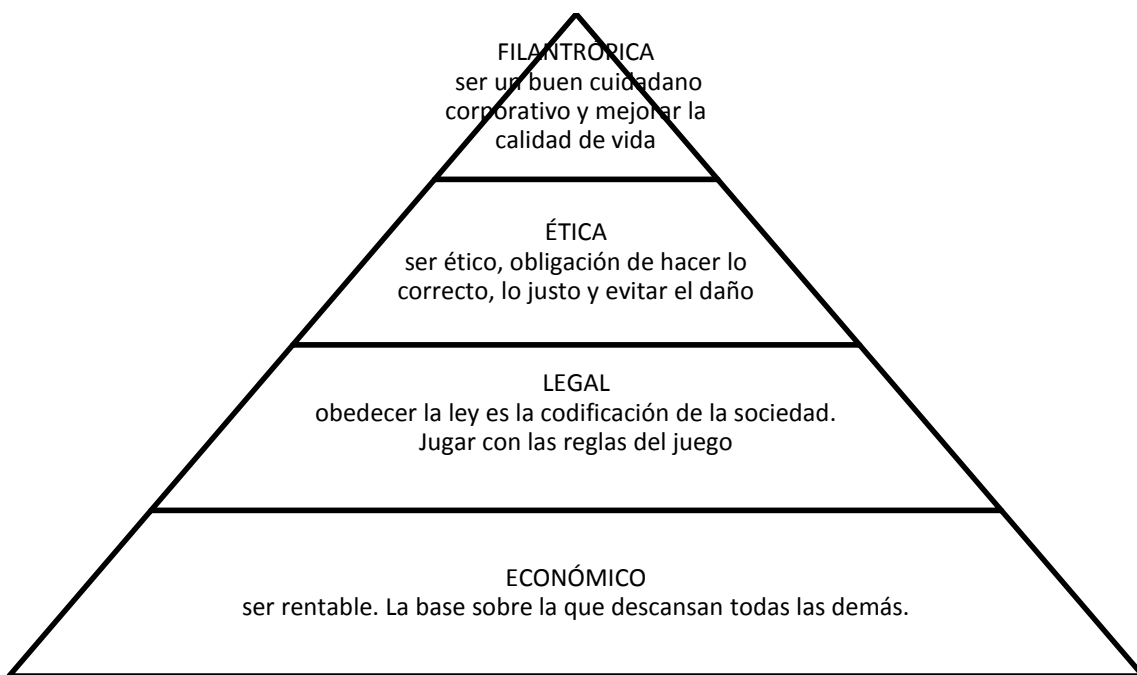 FILANTRÓPICA
ser un buen cuidadano
corporativo y mejorar la
calidad de vida
ÉTICA
ser ético, obligación de hacer lo
correcto, lo justo y evitar el daño
LEGAL
obedecer la ley es la codificación de la sociedad.
Jugar con las reglas del juego
ECONÓMICO
ser rentable. La base sobre la que descansan todas las demás.